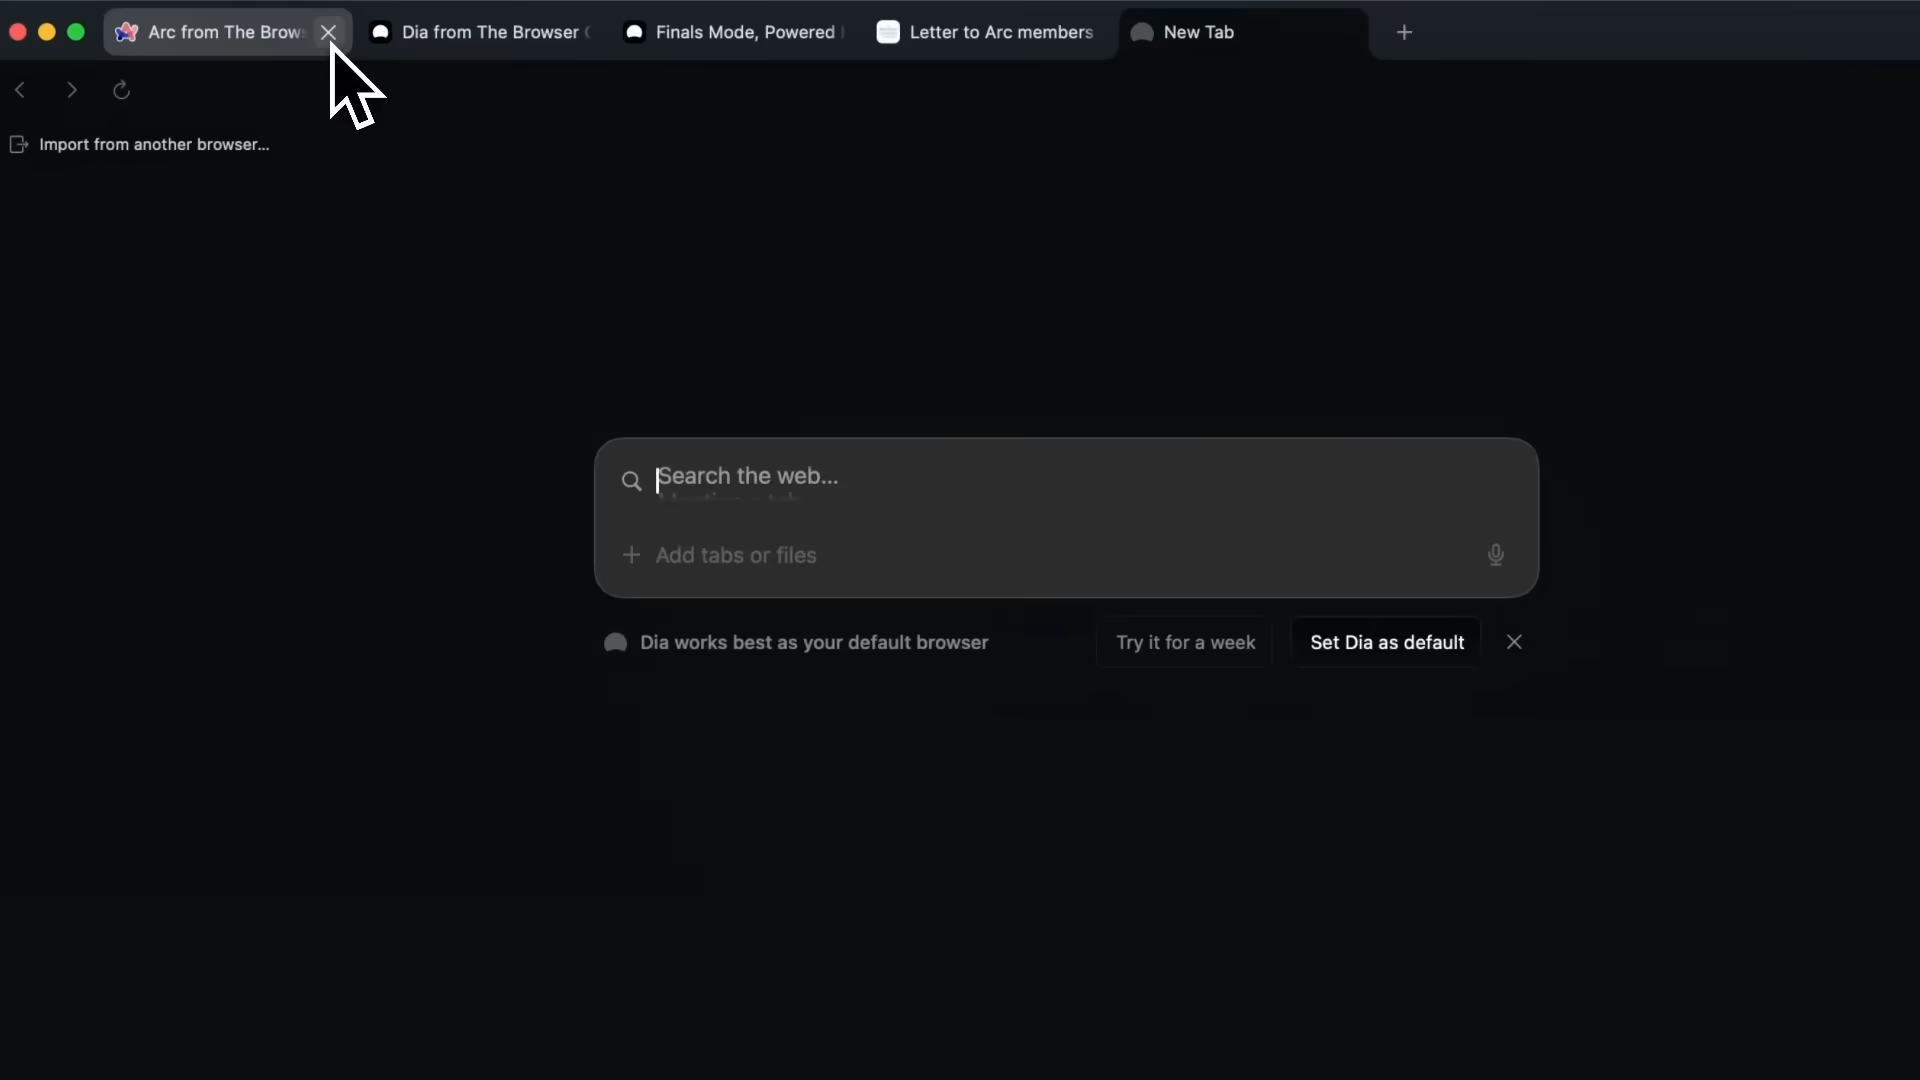 Arc from The Brow
Dia from The Browser
Finals Mode, Powered
Letter to Arc members
New Tab
Import from another browser...
Search the web...
Add tabs or files
Dia works best as your default browser
Try it for a week
Set Dia as default